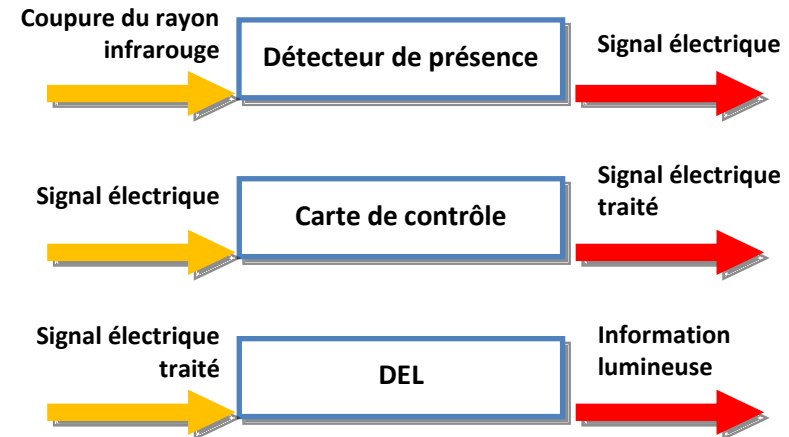 Coupure du rayon
infrarouge
Détecteur de présence
Signal électrique
Signal électrique
Carte de contrôle
Signal électrique
traité
Signal électrique
traité
DEL
Information
lumineuse